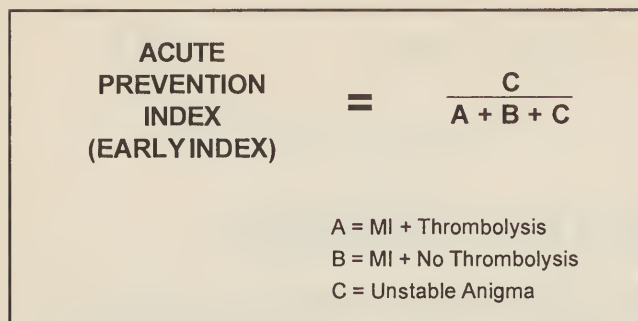 ACUTE
PREVENTION
INDEX
(EARLY INDEX)
=
C
A + B + C
A = MI + Thrombolysis
B = MI + No Thrombolysis
C = Unstable Anigma